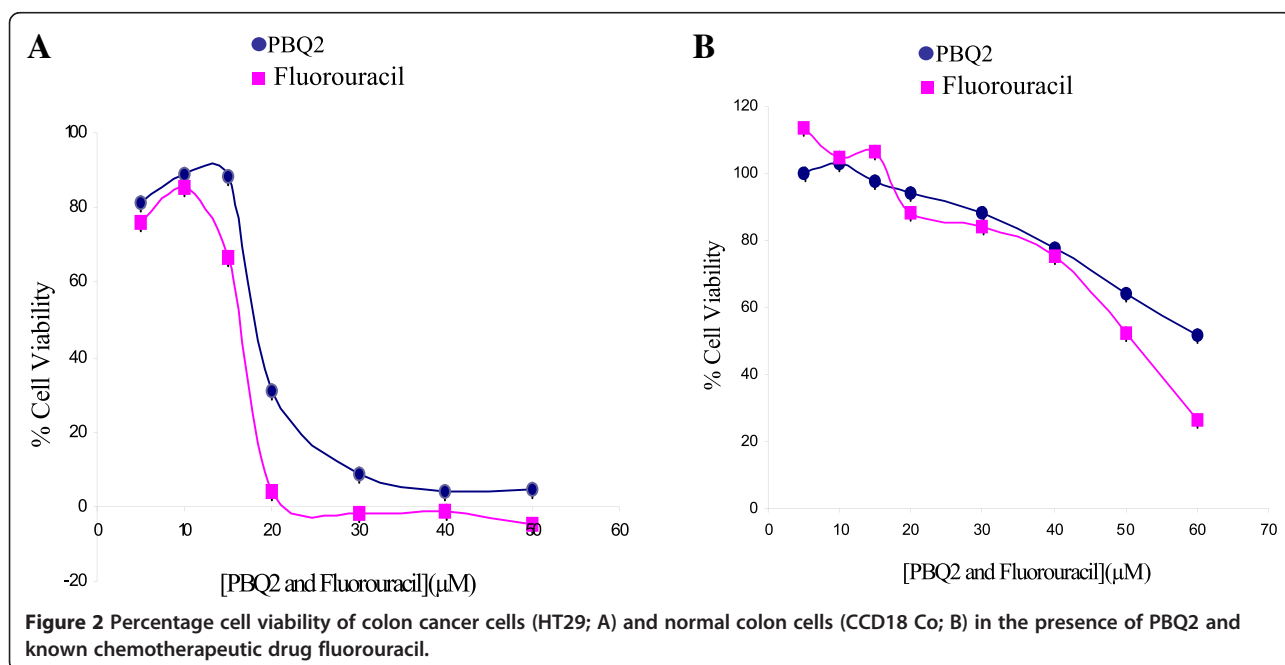 A
PBQ2
Fluorouracil
100
80
60
40
20
0
-20
0
10
20
30
40
50
60
% Cell Viability
[PBQ2 and Fluorouracil](μM)
B
PBQ2
Fluorouracil
120
100
80
60
40
20
0
0
10
20
30
40
50
60
70
% Cell Viability
[PBQ2 and Fluorouracil](μM)
Figure 2 Percentage cell viability of colon cancer cells (HT29; A) and normal colon cells (CCD18 Co; B) in the presence of PBQ2 and
known chemotherapeutic drug fluorouracil.